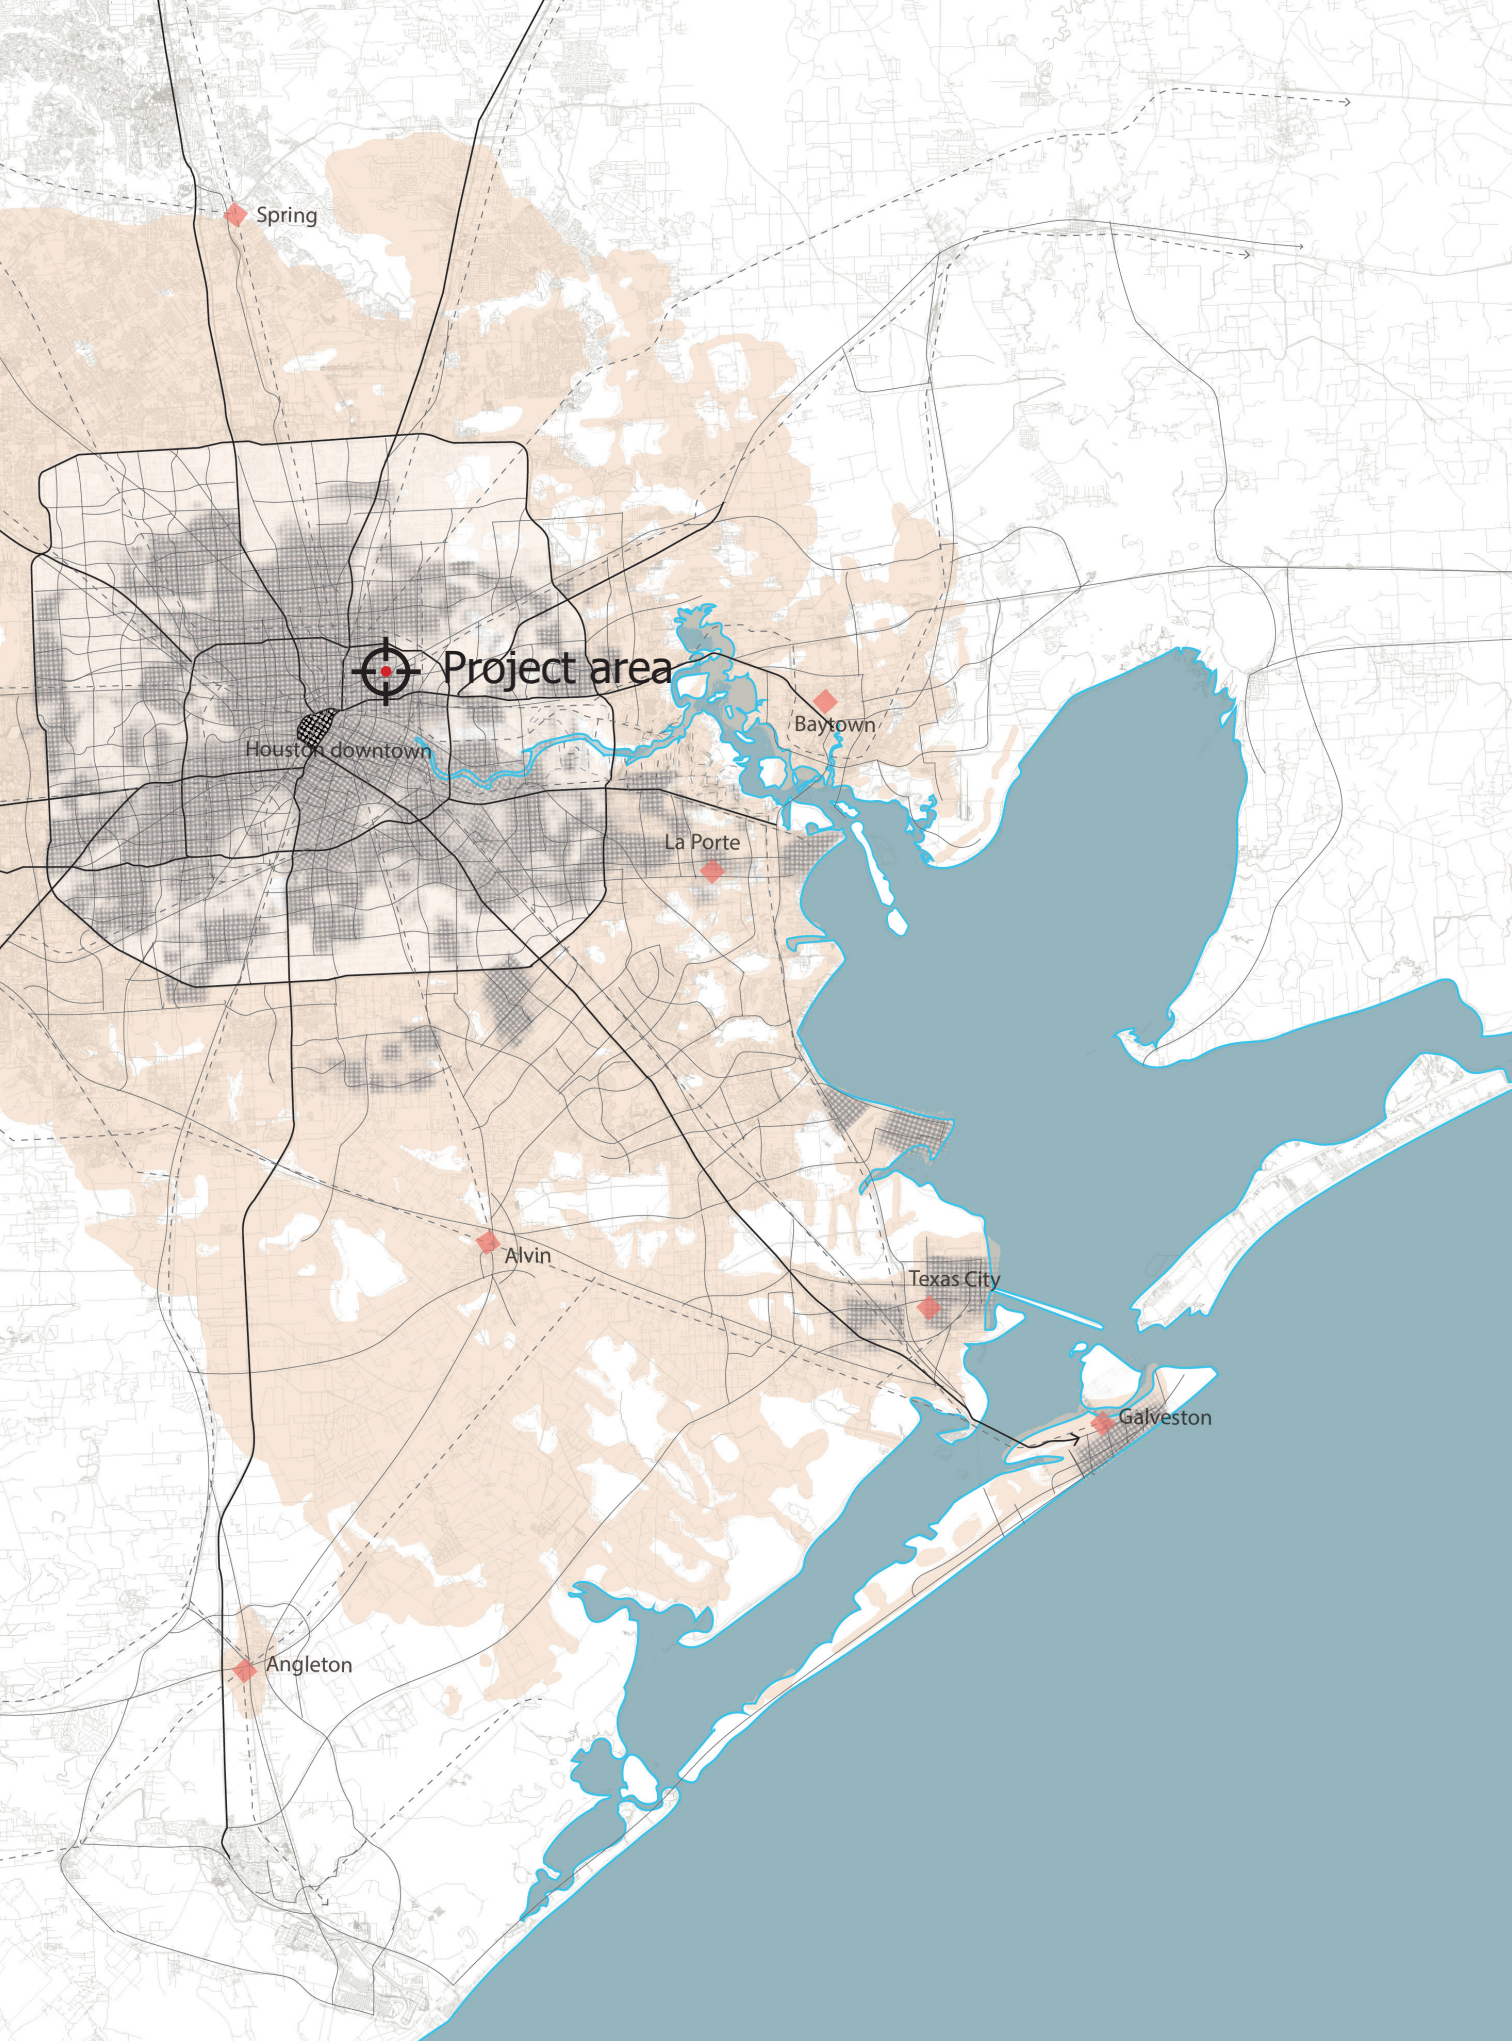 Spring
Project area
Baytown
Houston downtown
La Porte
Alvin
Texas City
Galveston
Angleton